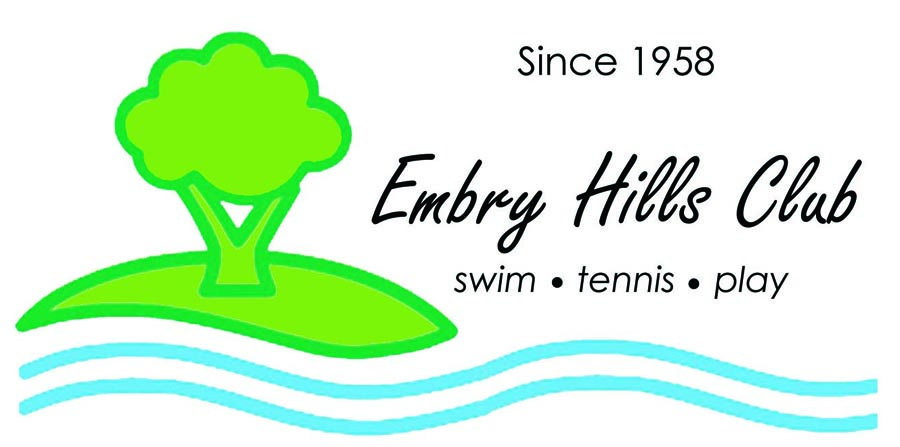 Since 1958
Embry Hills Club
swim • tennis • play